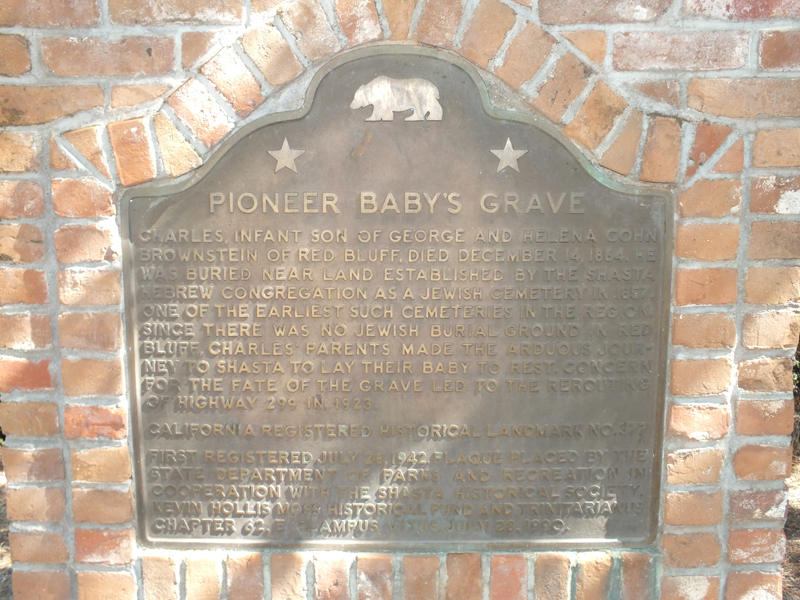 PIONEER BABY'S GRAVE
CHARLES, INFANT SON OF GEORGE AND HELENA COHN
BROWNSTEIN OF RED BLUFF, DIED DECEMBER 14, 1864. HE
WAS BURIED NEAR LAND ESTABLISHED BY THE SHASTA
HEBREW CONGREGATION AS A JEWISH CEMETERY IN 1857,
ONE OF THE EARLIEST SUCH CEMETERIES IN THE REGION.
SINCE THERE WAS NO JEWISH BURIAL GROUND IN RED
BLUFF, CHARLES' PARENTS MADE THE ARDUOUS JOUR-
NEY TO SHASTA TO LAY THEIR BABY TO REST. CONCERN
FOR THE FATE OF THE GRAVE LED TO THE REROUTING
OF HIGHWAY 299 IN 1923.
CALIFORNIA REGISTERED HISTORICAL LANDMARK NO. 377
FIRST REGISTERED JULY 28, 1942. PLAQUE PLACED BY THE
STATE DEPARTMENT OF PARKS AND RECREATION IN
COOPERATION WITH THE SHASTA HISTORICAL SOCIETY,
KEVIN HOLLIS MOSS HISTORICAL FUND AND TRINITARIANUS
CHAPTER 62, E CLAMPUS VITUS, JULY 28, 1990.